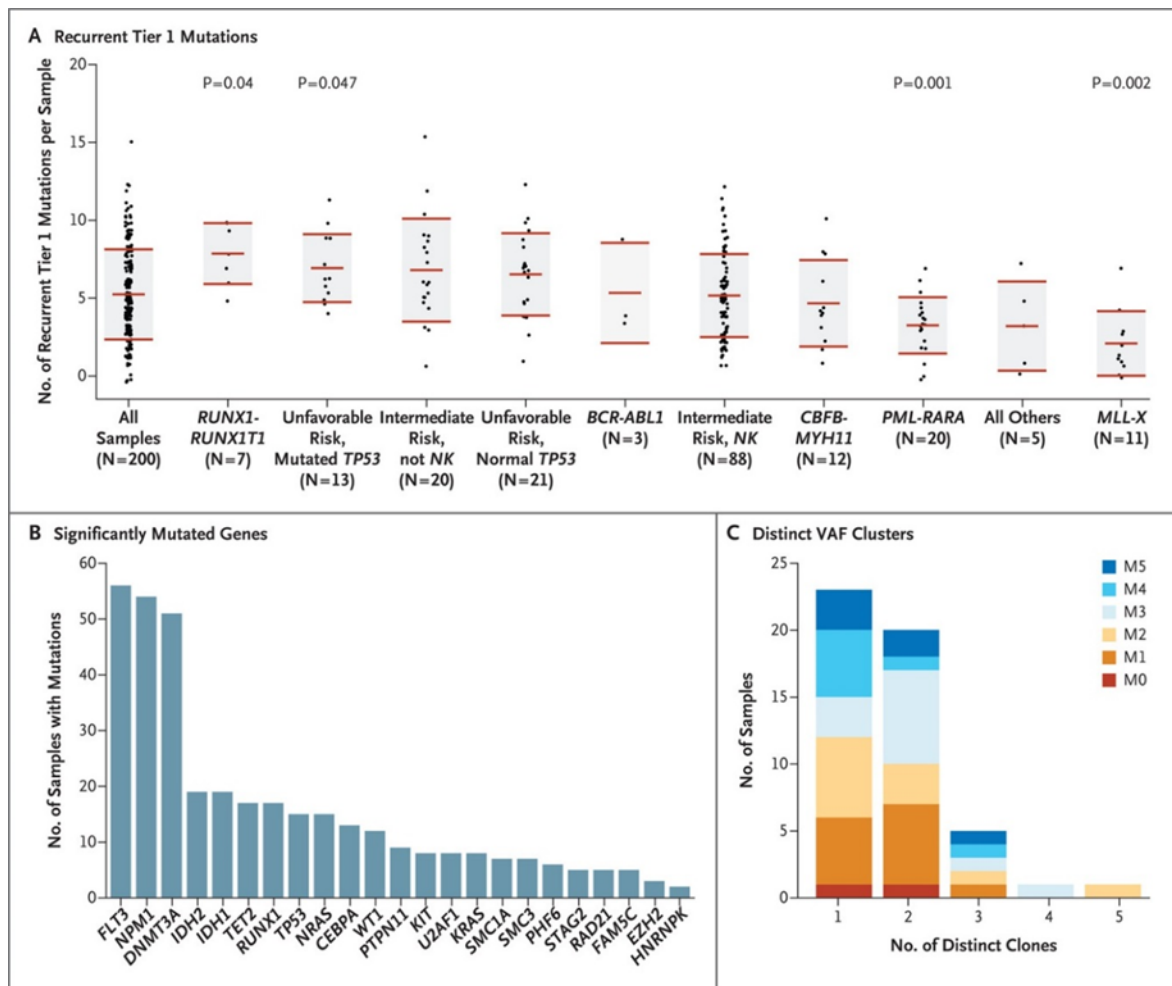 A Recurrent Tier 1 Mutations
No. of Recurrent Tier 1 Mutations per Sample
20
15
10
5
0
P=0.04
P=0.047
P=0.001
P=0.002
All
Samples
(N=200)
RUNX1-
RUNX1T1
(N=7)
Unfavorable
Risk,
Mutated TP53
(N=13)
Intermediate
Risk,
not NK
(N=20)
Unfavorable
Risk,
Normal TP53
(N=21)
BCR-ABL1
(N=3)
Intermediate
Risk, NK
(N=88)
CBFB-
MYH11
(N=12)
PML-RARA
(N=20)
All Others
(N=5)
MLL-X
(N=11)
B Significantly Mutated Genes
No. of Samples with Mutations
60
50
40
30
20
10
0
FLT3
NPM1
DNMT3A
IDH2
IDH1
TET2
RUNX1
TP53
NRAS
CEBPA
WT1
PTPN11
KIT
U2AF1
KRAS
SMC1A
SMC3
PHF6
STAG2
RAD21
FAM5C
EZH2
HNRNPK
C Distinct VAF Clusters
No. of Samples
25
20
15
10
5
0
M5
M4
M3
M2
M1
M0
1
2
3
4
5
No. of Distinct Clones